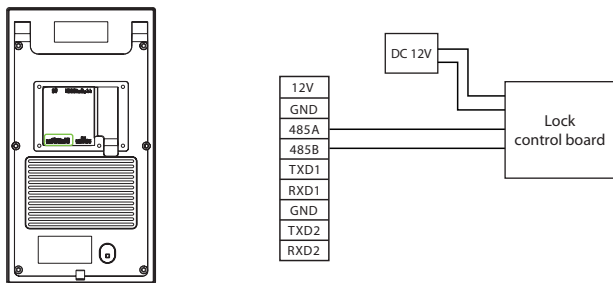 DC 12V
12V
GND
485A
485B
TXD1
RXD1
GND
TXD2
RXD2
Lock
control board